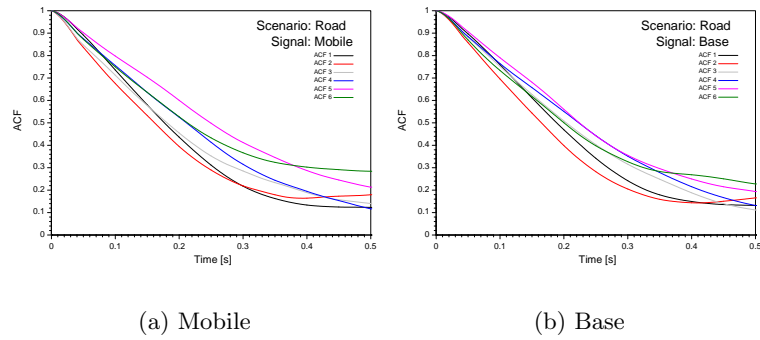 Scenario: Road
Signal: Mobile
ACF 1
ACF 2
ACF 3
ACF 4
ACF 5
ACF 6
1
0.9
0.8
0.7
0.6
0.5
0.4
0.3
0.2
0.1
0
ACF
0 0.1 0.2 0.3 0.4 0.5
Time [s]
(a) Mobile
Scenario: Road
Signal: Base
ACF 1
ACF 2
ACF 3
ACF 4
ACF 5
ACF 6
1
0.9
0.8
0.7
0.6
0.5
0.4
0.3
0.2
0.1
0
ACF
0 0.1 0.2 0.3 0.4 0.5
Time [s]
(b) Base